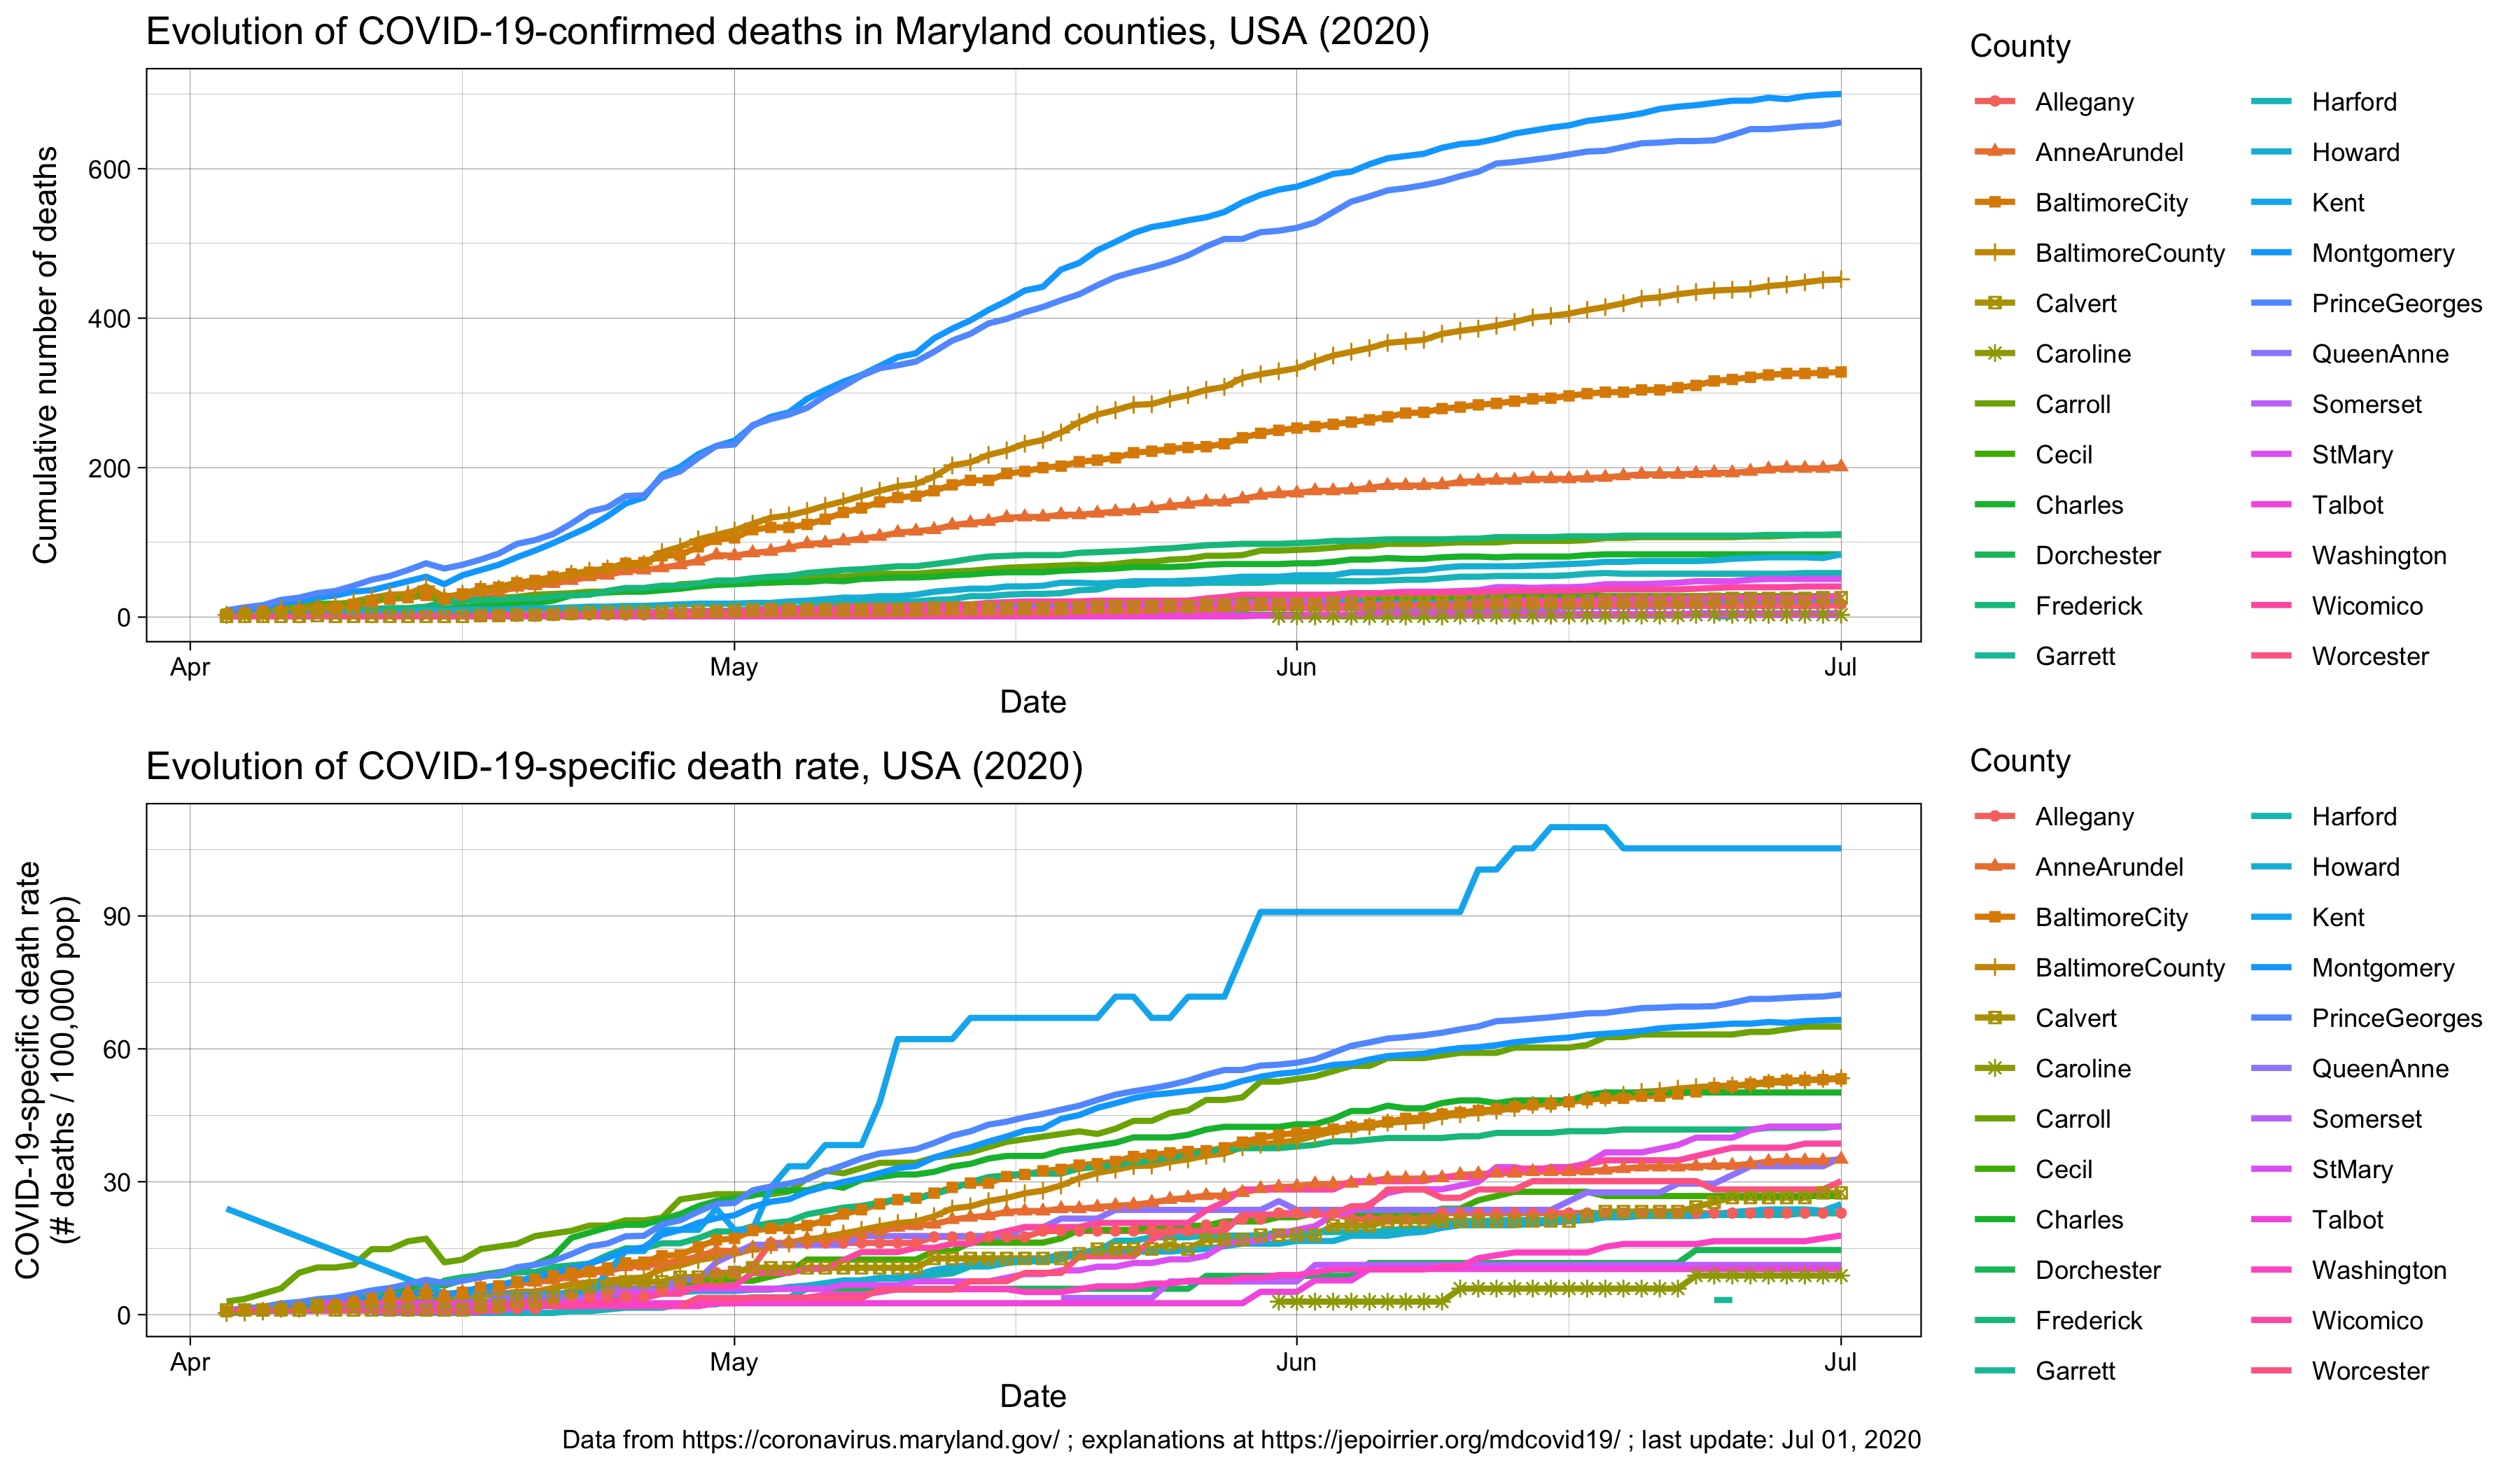 Evolution of COVID-19-confirmed deaths in Maryland counties, USA (2020)
Cumulative number of deaths
600
400
200
0
Apr
May
Jun
Jul
Date
County
Allegany
AnneArundel
BaltimoreCity
BaltimoreCounty
Calvert
Caroline
Carroll
Cecil
Charles
Dorchester
Frederick
Garrett
Harford
Howard
Kent
Montgomery
PrinceGeorges
QueenAnne
Somerset
StMary
Talbot
Washington
Wicomico
Worcester
Evolution of COVID-19-specific death rate, USA (2020)
COVID-19-specific death rate
(# deaths / 100,000 pop)
90
60
30
0
Apr
May
Jun
Jul
Date
County
Allegany
AnneArundel
BaltimoreCity
BaltimoreCounty
Calvert
Caroline
Carroll
Cecil
Charles
Dorchester
Frederick
Garrett
Harford
Howard
Kent
Montgomery
PrinceGeorges
QueenAnne
Somerset
StMary
Talbot
Washington
Wicomico
Worcester
Data from https://coronavirus.maryland.gov/ ; explanations at https://jepoirrier.org/mdcovid19/ ; last update: Jul 01, 2020